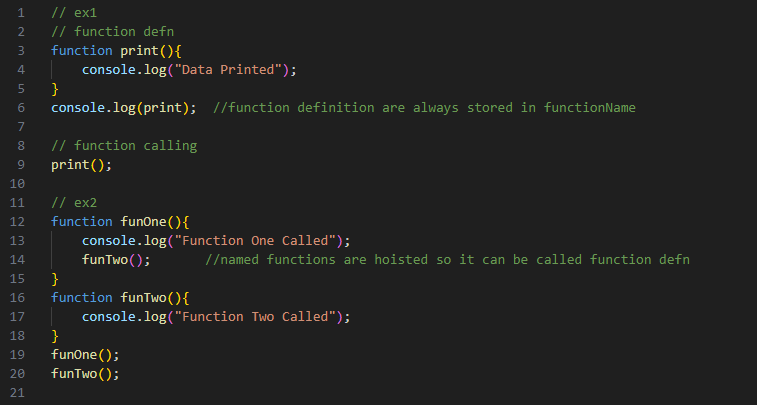 1 // ex1
2 // function defn
3 function print(){
4     console.log("Data Printed");
5 }
6 console.log(print);  //function definition are always stored in functionName
7
8 // function calling
9 print();
10
11 // ex2
12 function funOne(){
13     console.log("Function One Called");
14     funTwo();       //named functions are hoisted so it can be called function defn
15 }
16 function funTwo(){
17     console.log("Function Two Called");
18 }
19 funOne();
20 funTwo();
21